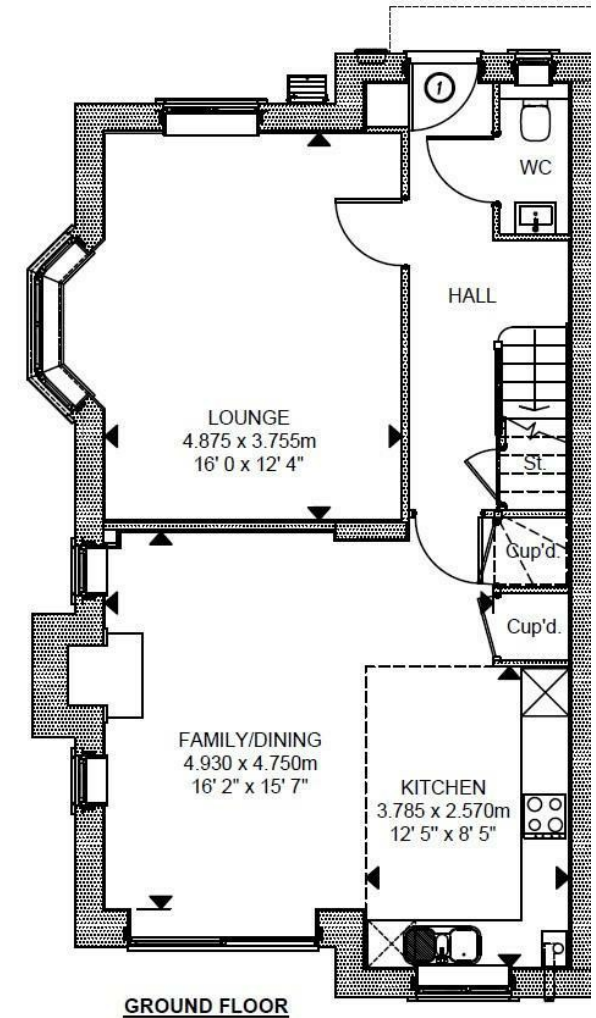 1
WC
HALL
LOUNGE
4.875 x 3.755m
16' 0 x 12' 4"
St.
Cup'd.
Cup'd.
FAMILY/DINING
4.930 x 4.750m
16' 2" x 15' 7"
KITCHEN
3.785 x 2.570m
12' 5" x 8' 5"
GROUND FLOOR